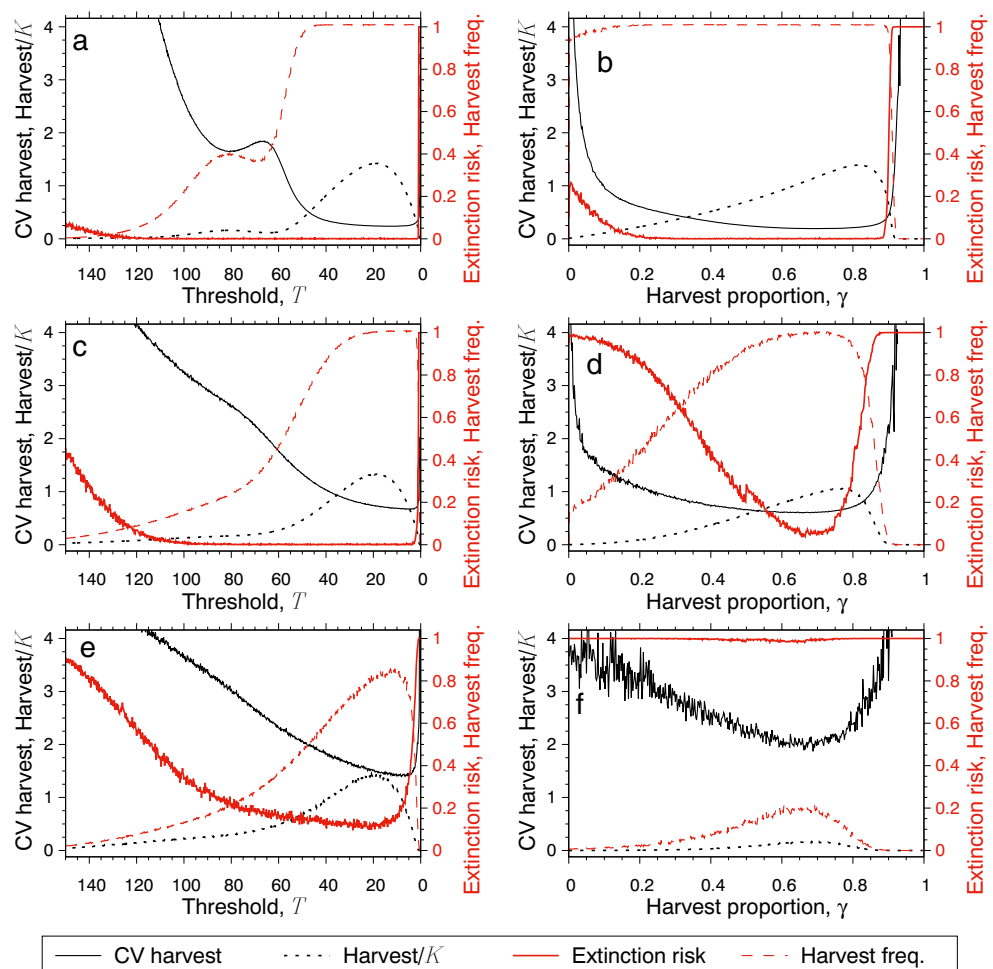 a
CV harvest, Harvest/K
4
3
2
1
0
1
0.8
0.6
0.4
0.2
0
Extinction risk, Harvest freq.
140 120 100 80 60 40 20 0
Threshold, T
b
CV harvest, Harvest/K
4
3
2
1
0
1
0.8
0.6
0.4
0.2
0
Extinction risk, Harvest freq.
0 0.2 0.4 0.6 0.8 1
Harvest proportion, γ
c
CV harvest, Harvest/K
4
3
2
1
0
1
0.8
0.6
0.4
0.2
0
Extinction risk, Harvest freq.
140 120 100 80 60 40 20 0
Threshold, T
d
CV harvest, Harvest/K
4
3
2
1
0
1
0.8
0.6
0.4
0.2
0
Extinction risk, Harvest freq.
0 0.2 0.4 0.6 0.8 1
Harvest proportion, γ
e
CV harvest, Harvest/K
4
3
2
1
0
1
0.8
0.6
0.4
0.2
0
Extinction risk, Harvest freq.
140 120 100 80 60 40 20 0
Threshold, T
f
CV harvest, Harvest/K
4
3
2
1
0
1
0.8
0.6
0.4
0.2
0
Extinction risk, Harvest freq.
0 0.2 0.4 0.6 0.8 1
Harvest proportion, γ
CV harvest Harvest/K Extinction risk Harvest freq.